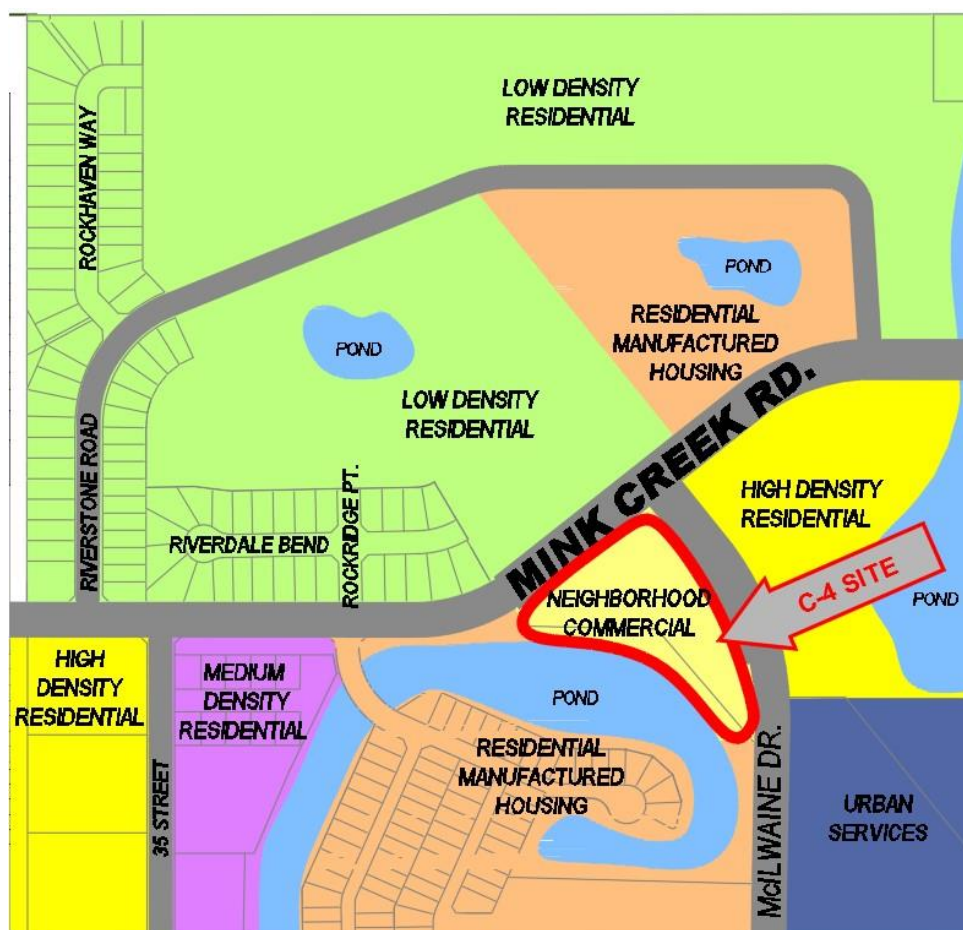 LOW DENSITY
RESIDENTIAL
ROCKHAVEN WAY
POND
RESIDENTIAL
MANUFACTURED
HOUSING
POND
LOW DENSITY
RESIDENTIAL
MINK CREEK RD.
HIGH DENSITY
RESIDENTIAL
RIVERSTONE ROAD
RIVERDALE BEND
ROCKRIDGE PT.
C-4 SITE
NEIGHBORHOOD
COMMERCIAL
POND
HIGH
DENSITY
RESIDENTIAL
MEDIUM
DENSITY
RESIDENTIAL
POND
35 STREET
RESIDENTIAL
MANUFACTURED
HOUSING
McILWAINE DR.
URBAN
SERVICES